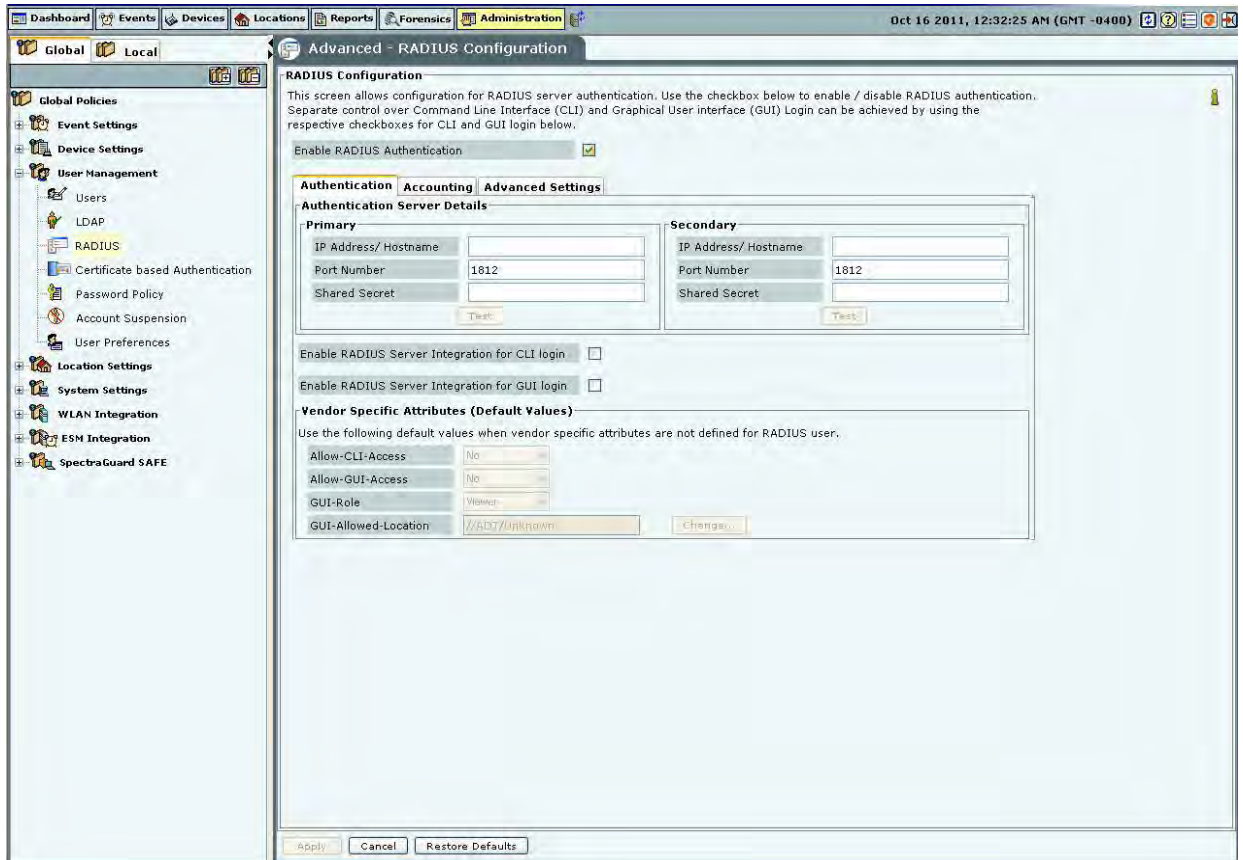 Dashboard Events Devices Locations Reports Forensics Administration Oct 16 2011, 12:32:25 AM (GMT -0400)
Global Local
Global Policies
Event Settings
Device Settings
User Management
Users
LDAP
RADIUS
Certificate based Authentication
Password Policy
Account Suspension
User Preferences
Location Settings
System Settings
WLAN Integration
ESM Integration
SpectraGuard SAFE
Advanced - RADIUS Configuration
RADIUS Configuration
This screen allows configuration for RADIUS server authentication. Use the checkbox below to enable / disable RADIUS authentication.
Separate control over Command Line Interface (CLI) and Graphical User interface (GUI) Login can be achieved by using the
respective checkboxes for CLI and GUI login below.
Enable RADIUS Authentication
Authentication Accounting Advanced Settings
Authentication Server Details
Primary
IP Address/ Hostname
Port Number 1812
Shared Secret
Test
Secondary
IP Address/ Hostname
Port Number 1812
Shared Secret
Test
Enable RADIUS Server Integration for CLI login
Enable RADIUS Server Integration for GUI login
Vendor Specific Attributes (Default Values)
Use the following default values when vendor specific attributes are not defined for RADIUS user.
Allow-CLI-Access No
Allow-GUI-Access No
GUI-Role Viewer
GUI-Allowed-Location //ADT/Unknown Change...
Apply Cancel Restore Defaults